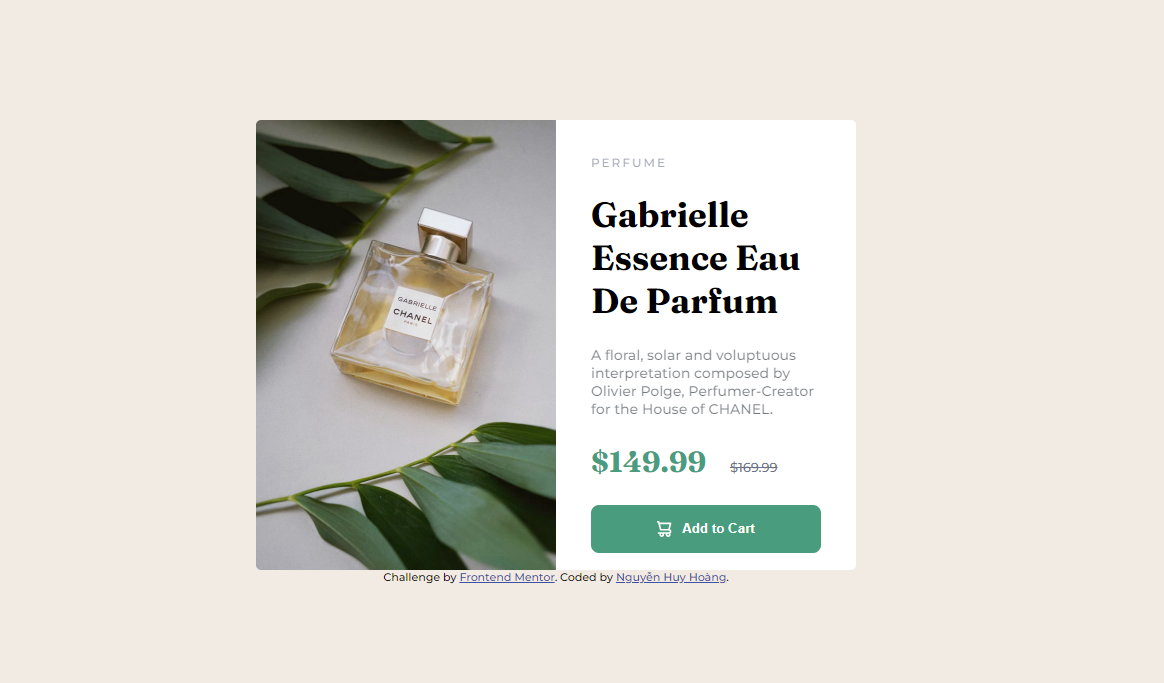 GABRIELLE
CHANEL
PARIS
PERFUME
Gabrielle
Essence Eau
De Parfum
A floral, solar and voluptuous
interpretation composed by
Olivier Polge, Perfumer-Creator
for the House of CHANEL.
$149.99 $169.99
Add to Cart
Challenge by Frontend Mentor. Coded by Nguyễn Huy Hoàng.